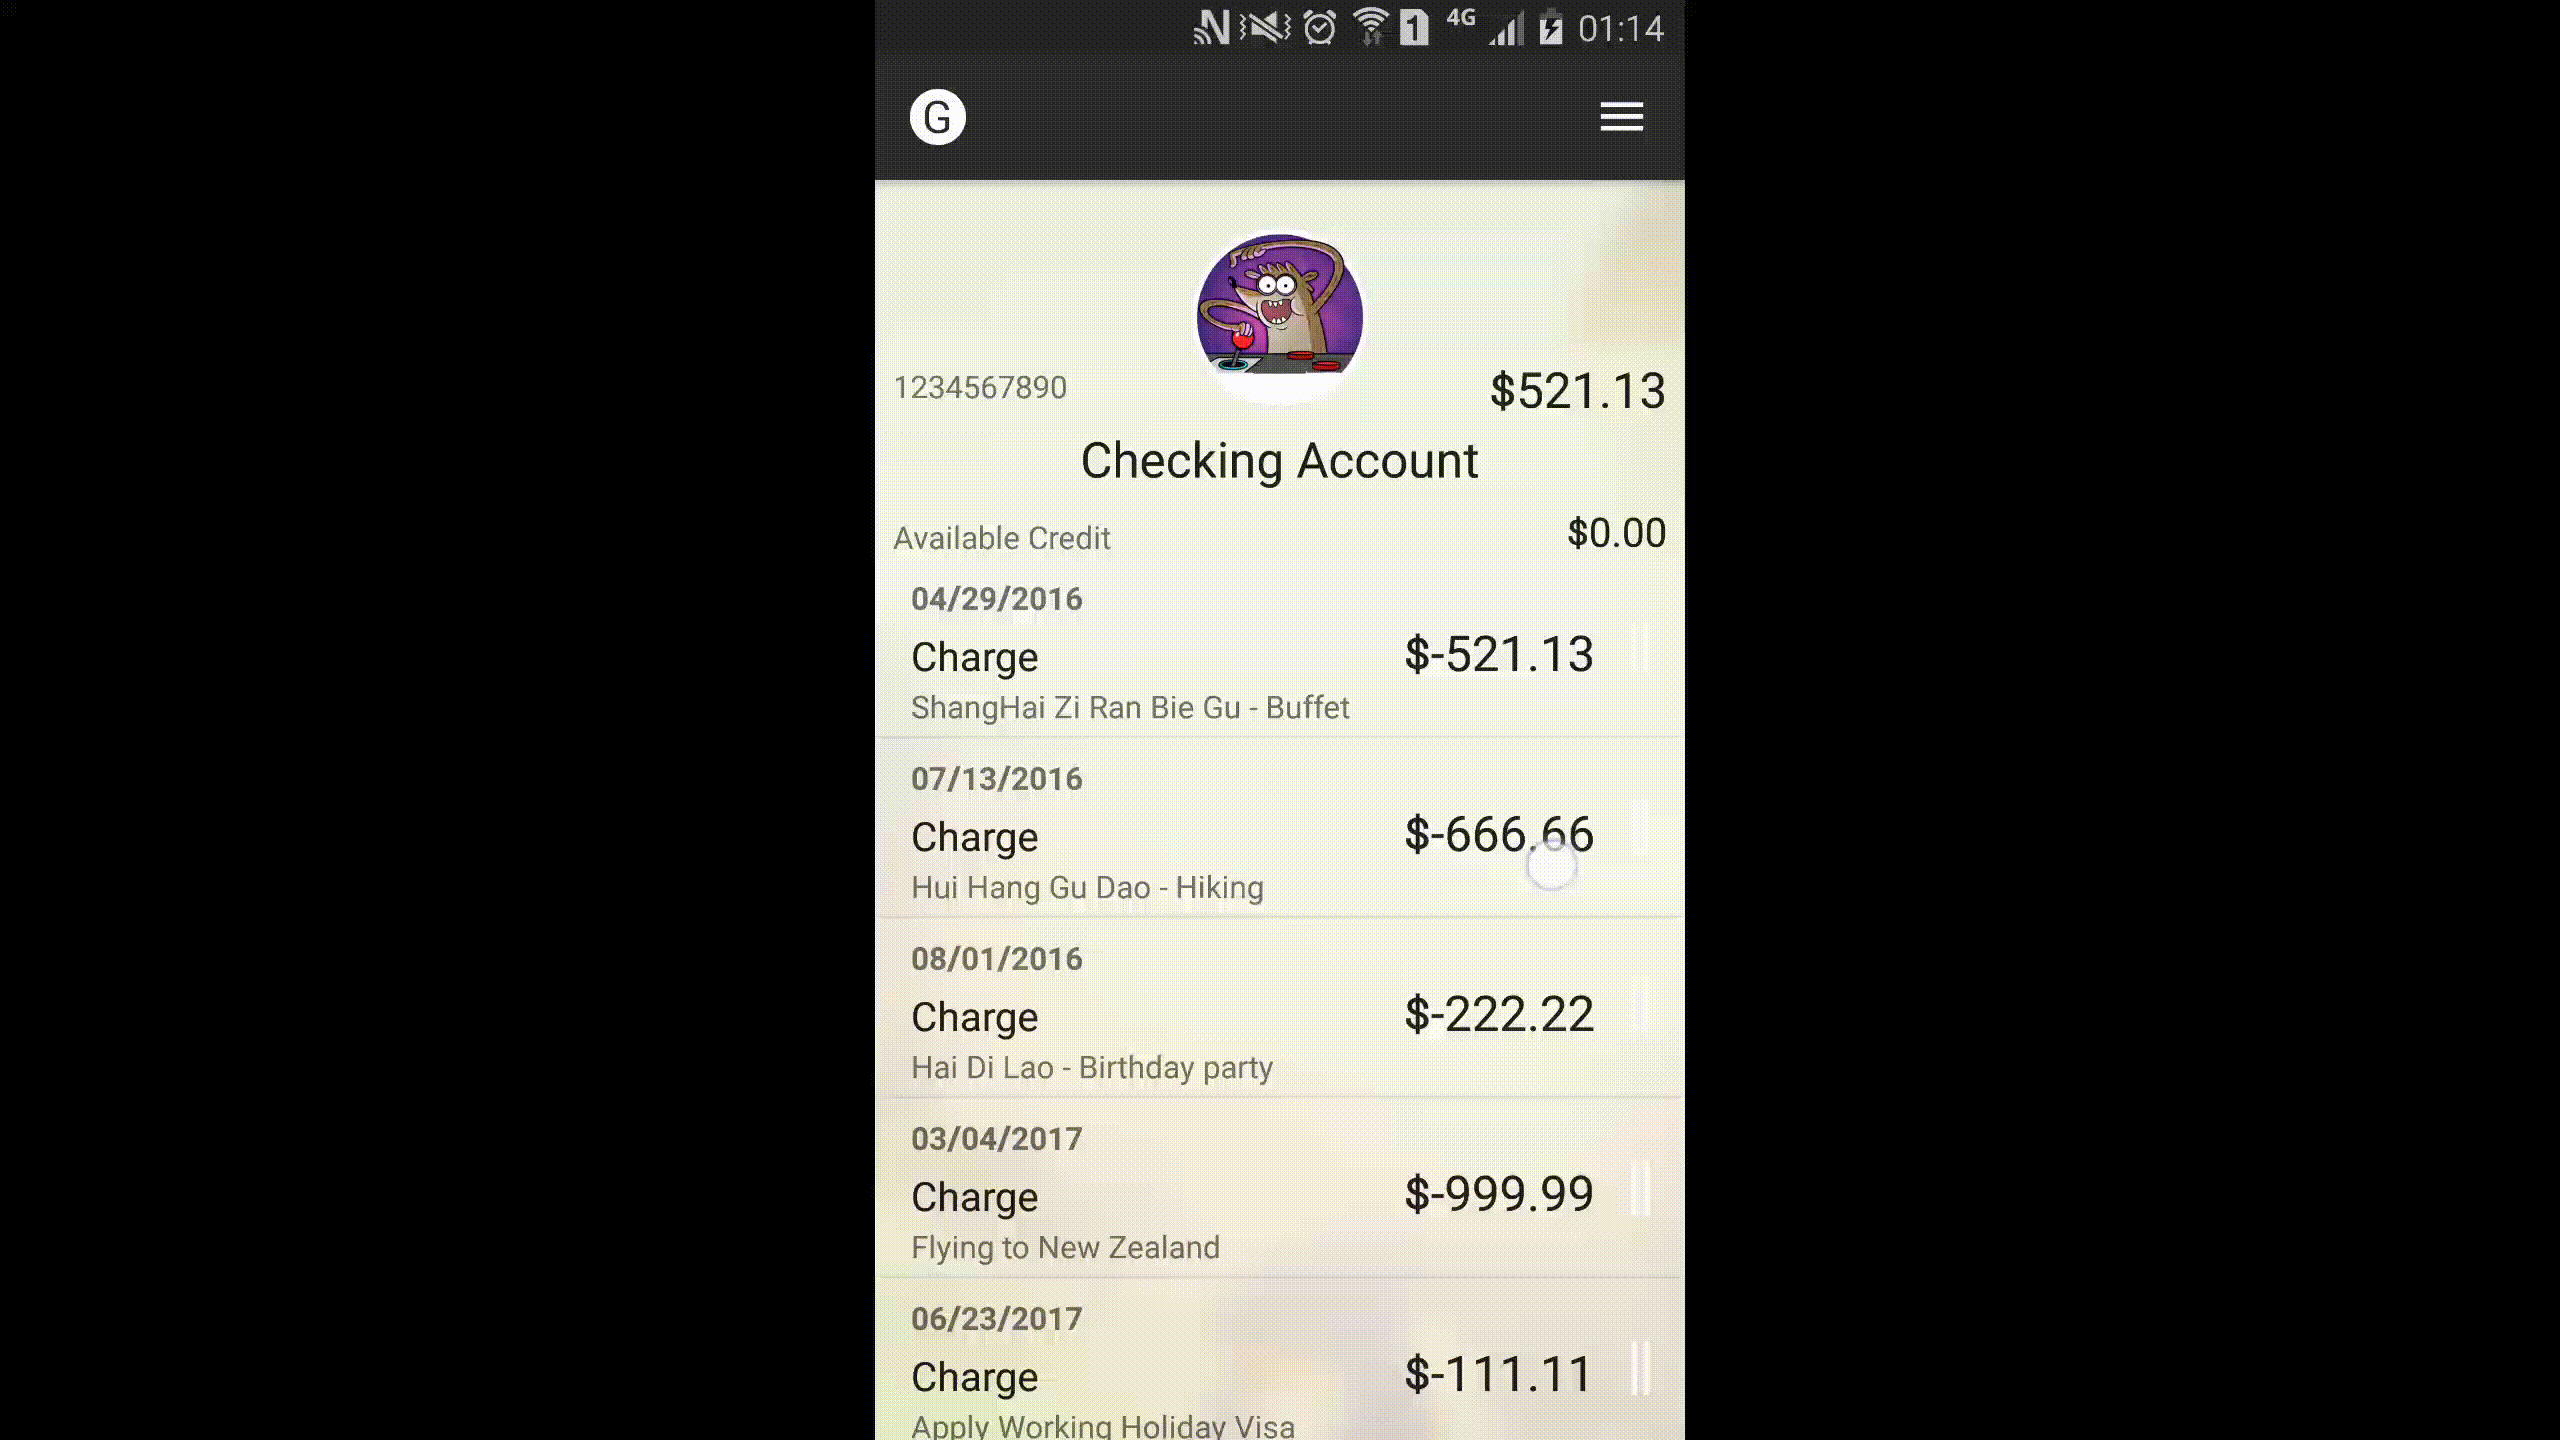 1 4G 01:14
G
1234567890
$521.13
Checking Account
Available Credit
$0.00
04/29/2016
Charge
$-521.13
ShangHai Zi Ran Bie Gu - Buffet
07/13/2016
Charge
$-666.66
Hui Hang Gu Dao - Hiking
08/01/2016
Charge
$-222.22
Hai Di Lao - Birthday party
03/04/2017
Charge
$-999.99
Flying to New Zealand
06/23/2017
Charge
$-111.11
Apply Working Holiday Visa